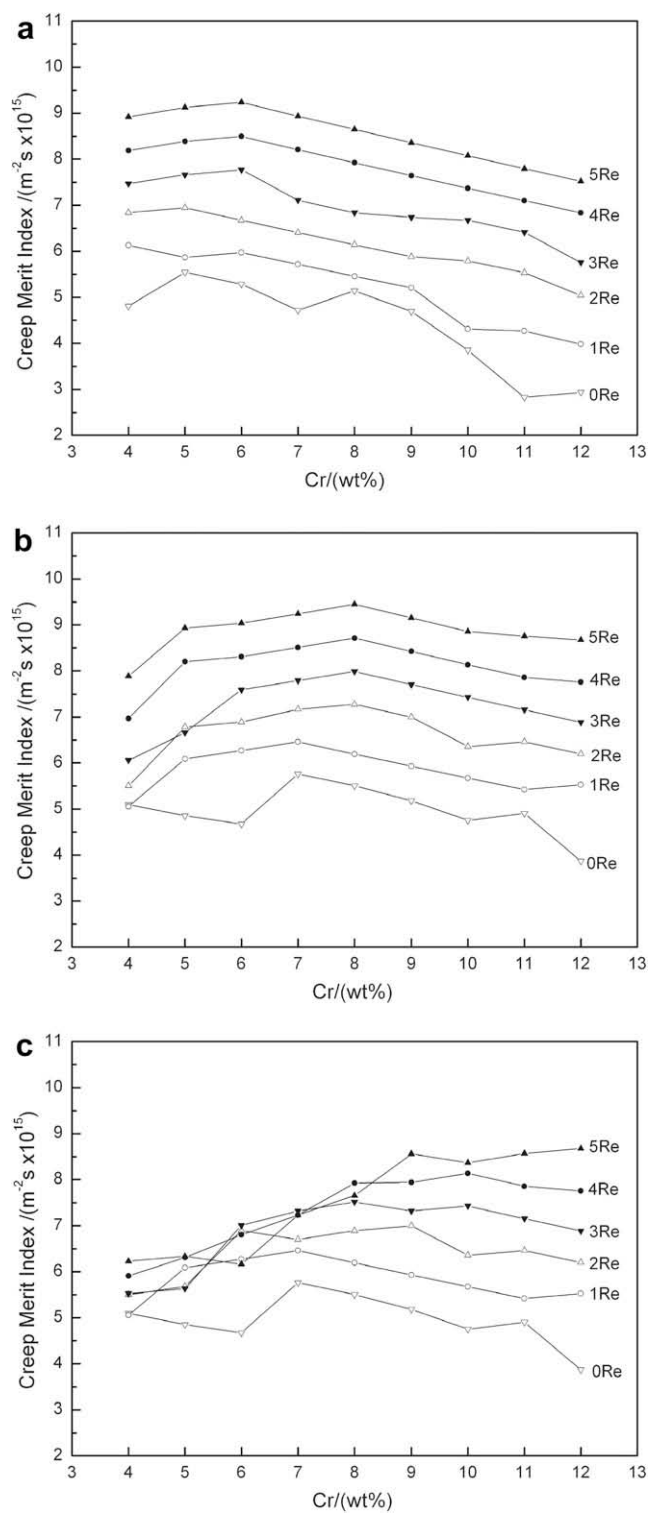 a
Creep Merit Index /(m⁻²s x10¹⁵)
11
10
9
8
7
6
5
4
3
2
5Re
4Re
3Re
2Re
1Re
0Re
3 4 5 6 7 8 9 10 11 12 13
Cr/(wt%)
b
Creep Merit Index /(m⁻²s x10¹⁵)
11
10
9
8
7
6
5
4
3
2
5Re
4Re
3Re
2Re
1Re
0Re
3 4 5 6 7 8 9 10 11 12 13
Cr/(wt%)
c
Creep Merit Index /(m⁻²s x10¹⁵)
11
10
9
8
7
6
5
4
3
2
5Re
4Re
3Re
2Re
1Re
0Re
3 4 5 6 7 8 9 10 11 12 13
Cr/(wt%)